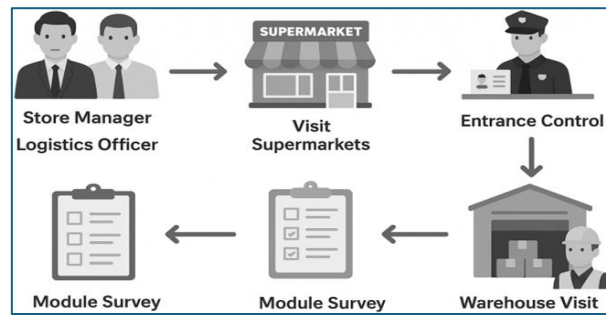 SUPERMARKET
Store Manager
Logistics Officer
Visit
Supermarkets
Entrance Control
Warehouse Visit
Module Survey
Module Survey